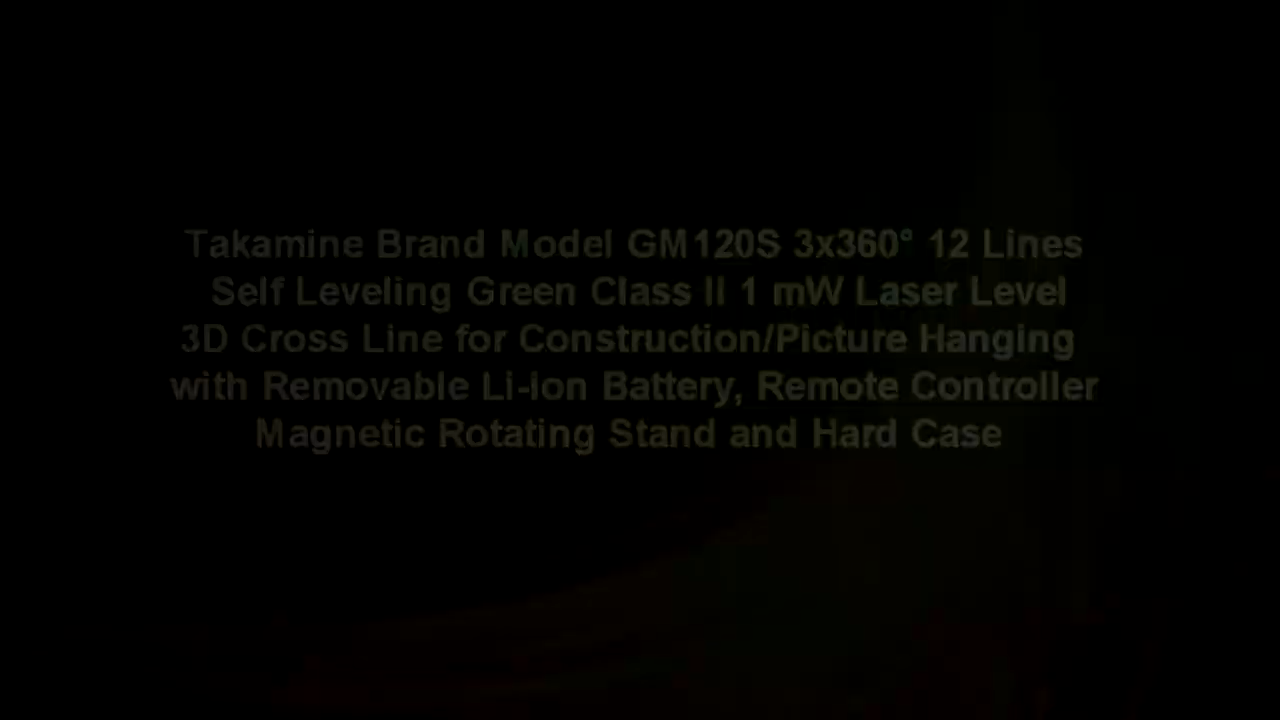 Takamine Brand Model GM120S 3x360° 12 Lines
Self Leveling Green Class II 1 mW Laser Level
3D Cross Line for Construction/Picture Hanging
with Removable Li-Ion Battery, Remote Controller
Magnetic Rotating Stand and Hard Case